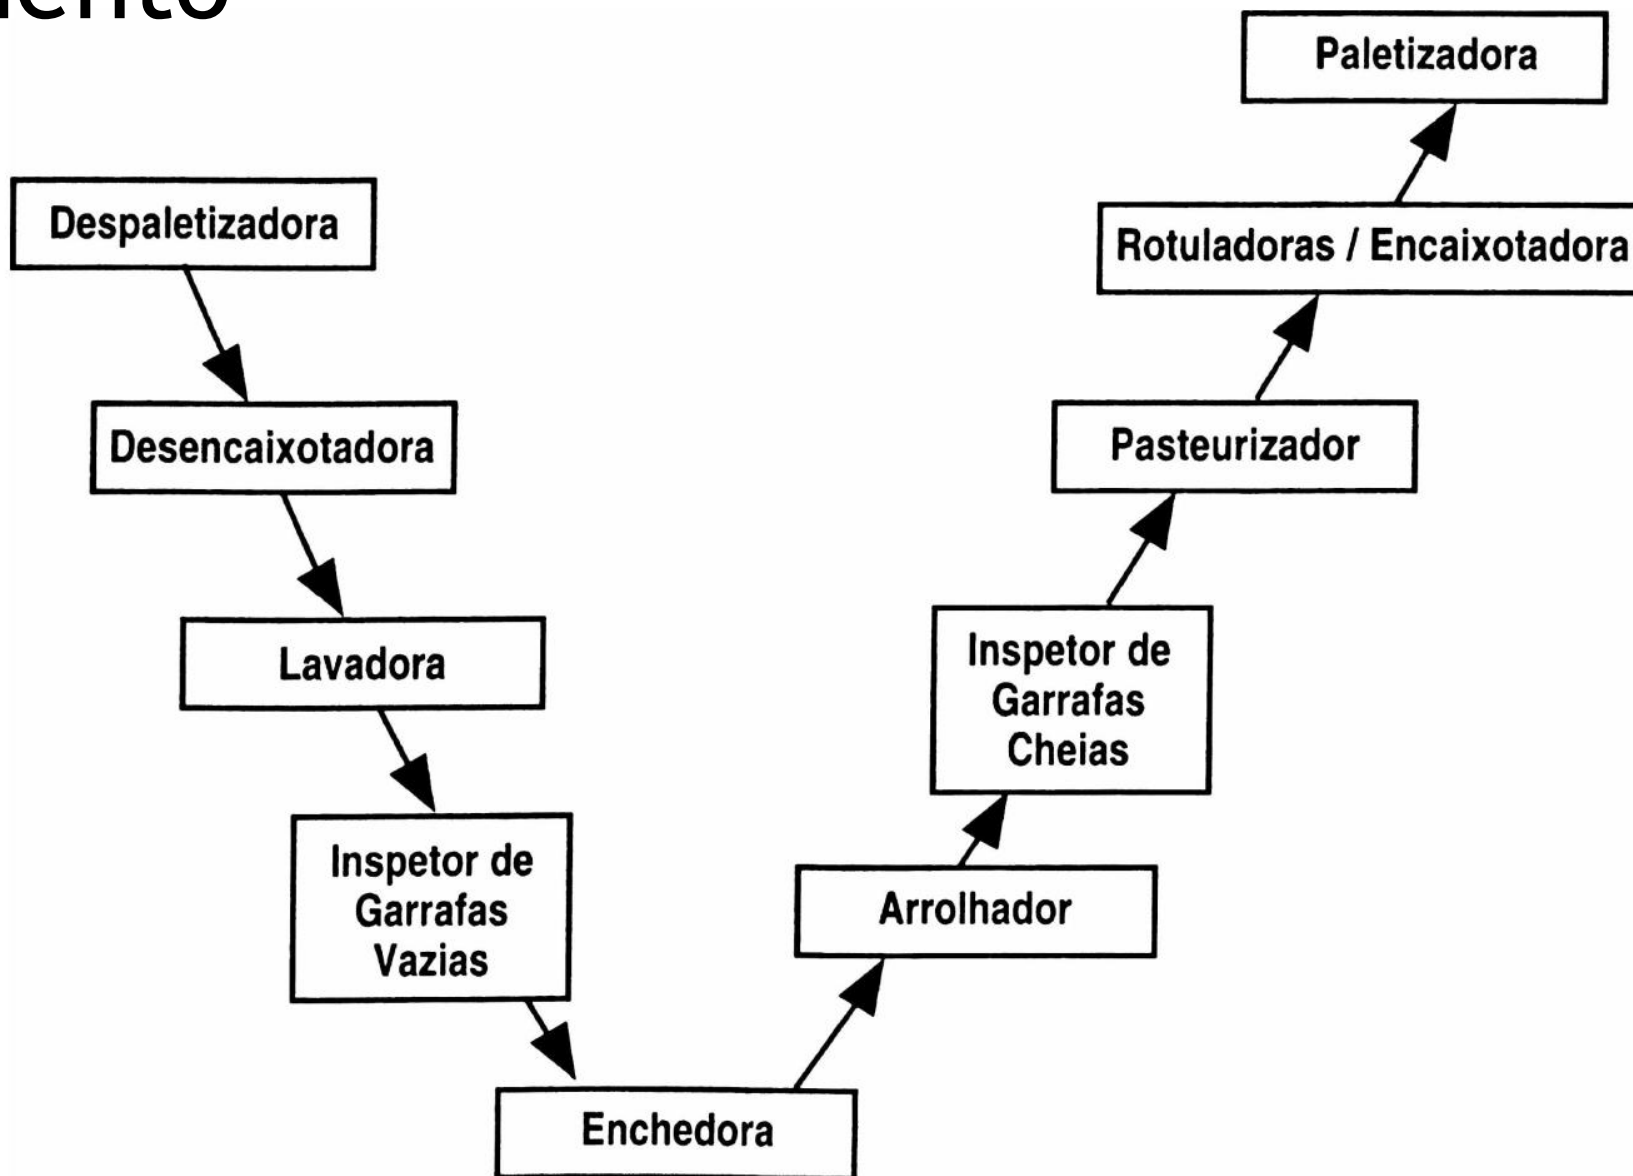 Despaletizadora
Desencaixotadora
Lavadora
Inspetor de
Garrafas
Vazias
Enchedora
Arrolhador
Inspetor de
Garrafas
Cheias
Pasteurizador
Rotuladoras / Encaixotadora
Paletizadora